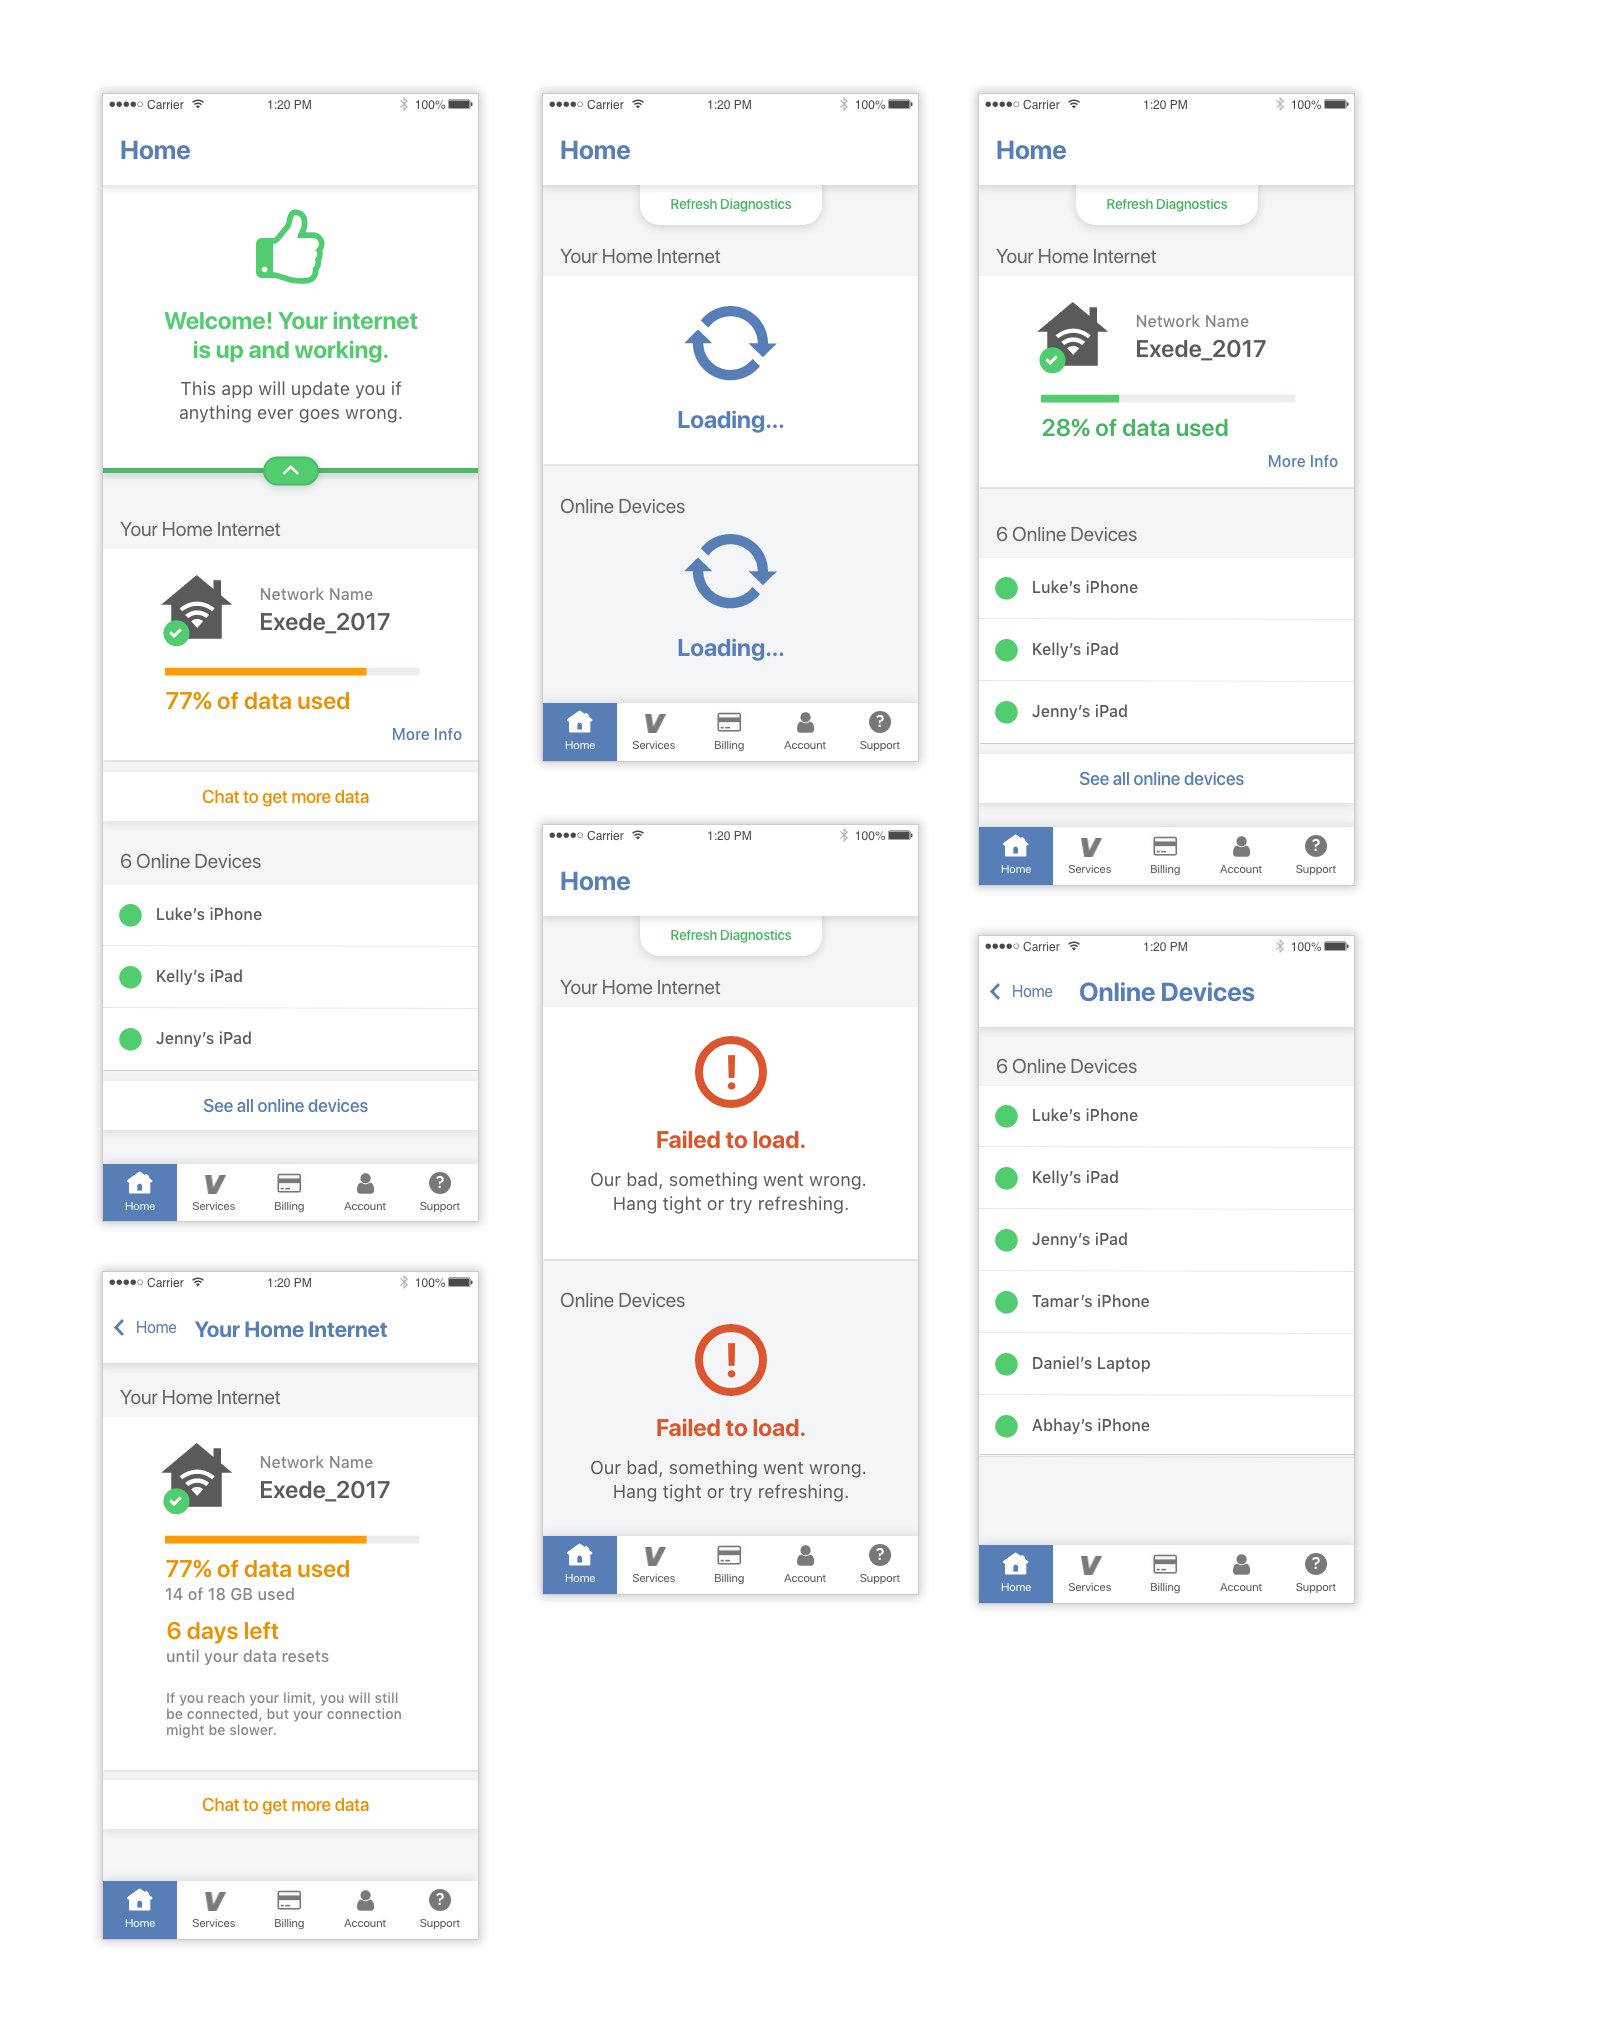 Carrier 1:20 PM 100%
Home
Welcome! Your internet
is up and working.
This app will update you if
anything ever goes wrong.
Your Home Internet
Network Name
Exede_2017
77% of data used
More Info
Chat to get more data
6 Online Devices
Luke's iPhone
Kelly's iPad
Jenny's iPad
See all online devices
Home Services Billing Account Support
Carrier 1:20 PM 100%
Home Your Home Internet
Your Home Internet
Network Name
Exede_2017
77% of data used
14 of 18 GB used
6 days left
until your data resets
If you reach your limit, you will still
be connected, but your connection
might be slower.
Chat to get more data
Home Services Billing Account Support
Carrier 1:20 PM 100%
Home
Refresh Diagnostics
Your Home Internet
Loading...
Online Devices
Loading...
Home Services Billing Account Support
Carrier 1:20 PM 100%
Home
Refresh Diagnostics
Your Home Internet
Failed to load.
Our bad, something went wrong.
Hang tight or try refreshing.
Online Devices
Failed to load.
Our bad, something went wrong.
Hang tight or try refreshing.
Home Services Billing Account Support
Carrier 1:20 PM 100%
Home
Refresh Diagnostics
Your Home Internet
Network Name
Exede_2017
28% of data used
More Info
6 Online Devices
Luke's iPhone
Kelly's iPad
Jenny's iPad
See all online devices
Home Services Billing Account Support
Carrier 1:20 PM 100%
Home Online Devices
6 Online Devices
Luke's iPhone
Kelly's iPad
Jenny's iPad
Tamar's iPhone
Daniel's Laptop
Abhay's iPhone
Home Services Billing Account Support